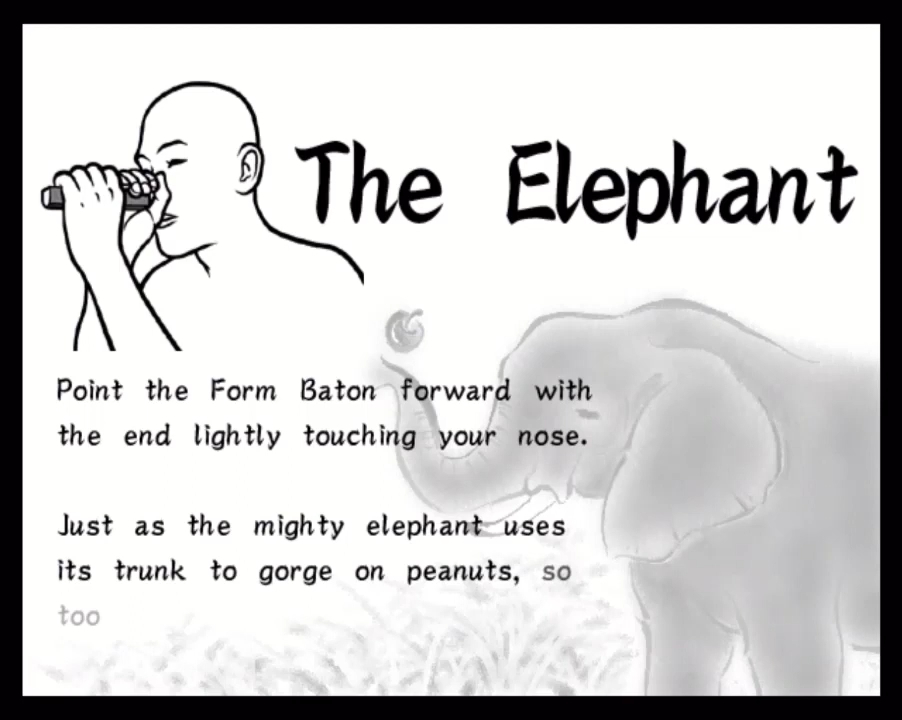 The Elephant
Point the Form Baton forward with
the end lightly touching your nose.
Just as the mighty elephant uses
its trunk to gorge on peanuts, so
too